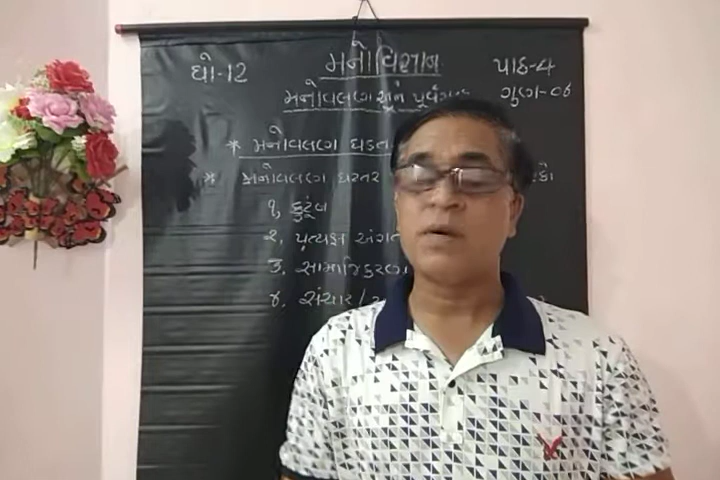 ધો-12 મનોવિજ્ઞાન પાઠ-4
મનોવલણ અને પૂર્વગ્રહ ગુણ-08
* મનોવલણ ઘડત
* મનોવલણ ઘડતર
૧, કુટુંબ
૨, પ્રત્યક્ષ અંગત
૩. સામાજિકરણ
૪. સંચાર/